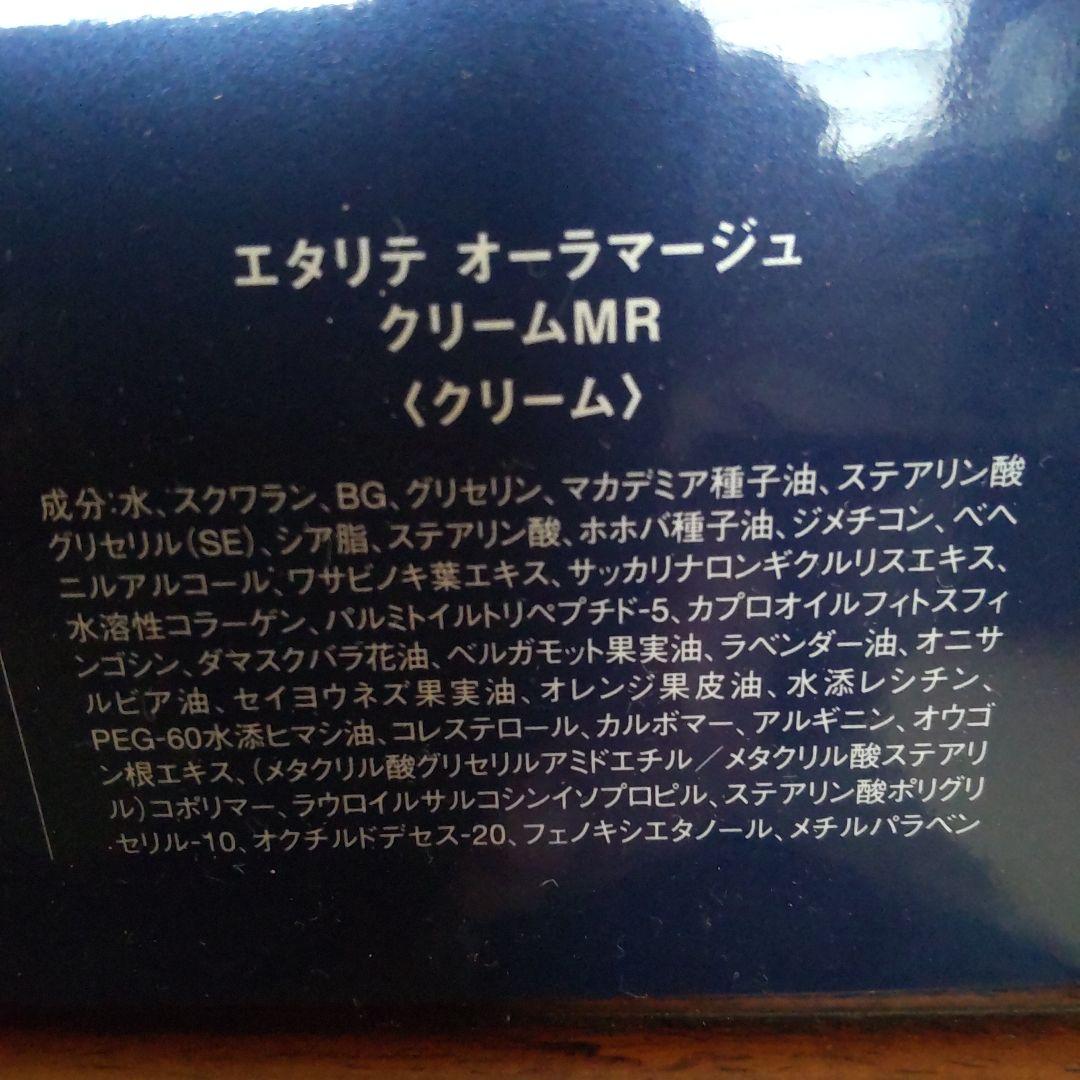 エタリテ オーラマージュ
クリームMR
〈クリーム〉
成分:水、スクワラン、BG、グリセリン、マカデミア種子油、ステアリン酸
グリセリル(SE)、シア脂、ステアリン酸、ホホバ種子油、ジメチコン、ベヘ
ニルアルコール、ワサビノキ葉エキス、サッカリナロンギクルリスエキス、
水溶性コラーゲン、パルミトイルトリペプチド-5、カプロオイルフィトスフィ
ンゴシン、ダマスクバラ花油、ベルガモット果実油、ラベンダー油、オニサ
ルビア油、セイヨウネズ果実油、オレンジ果皮油、水添レシチン、
PEG-60水添ヒマシ油、コレステロール、カルボマー、アルギニン、オウゴ
ン根エキス、(メタクリル酸グリセリルアミドエチル/メタクリル酸ステアリ
ル)コポリマー、ラウロイルサルコシンイソプロピル、ステアリン酸ポリグリ
セリル-10、オクチルドデセス-20、フェノキシエタノール、メチルパラベン